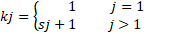 kj = { 1 j = 1
sj + 1 j > 1